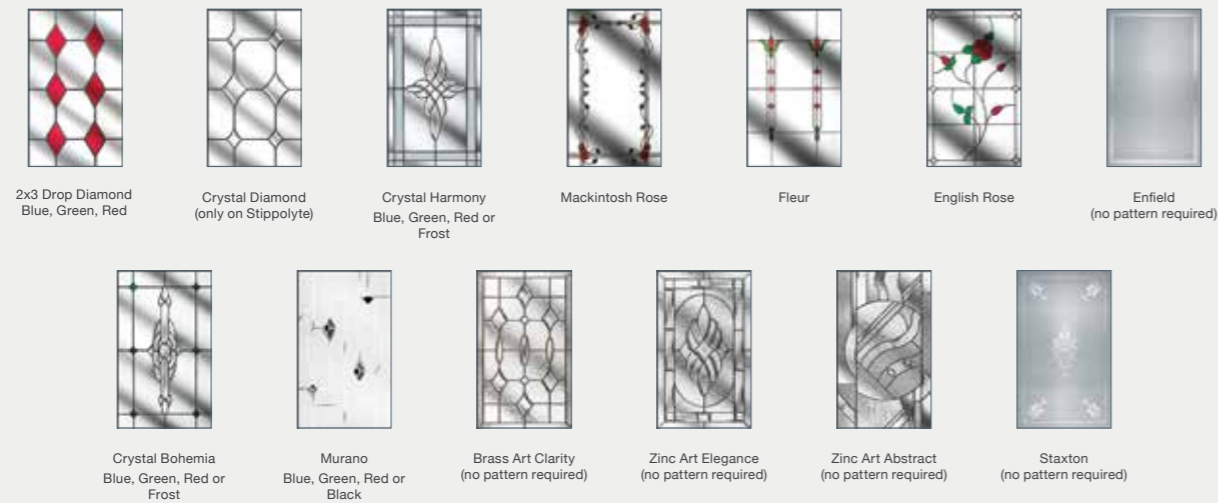 2x3 Drop Diamond
Blue, Green, Red
Crystal Diamond
(only on Stippolyte)
Crystal Harmony
Blue, Green, Red or
Frost
Mackintosh Rose
Fleur
English Rose
Enfield
(no pattern required)
Crystal Bohemia
Blue, Green, Red or
Frost
Murano
Blue, Green, Red or
Black
Brass Art Clarity
(no pattern required)
Zinc Art Elegance
(no pattern required)
Zinc Art Abstract
(no pattern required)
Staxton
(no pattern required)